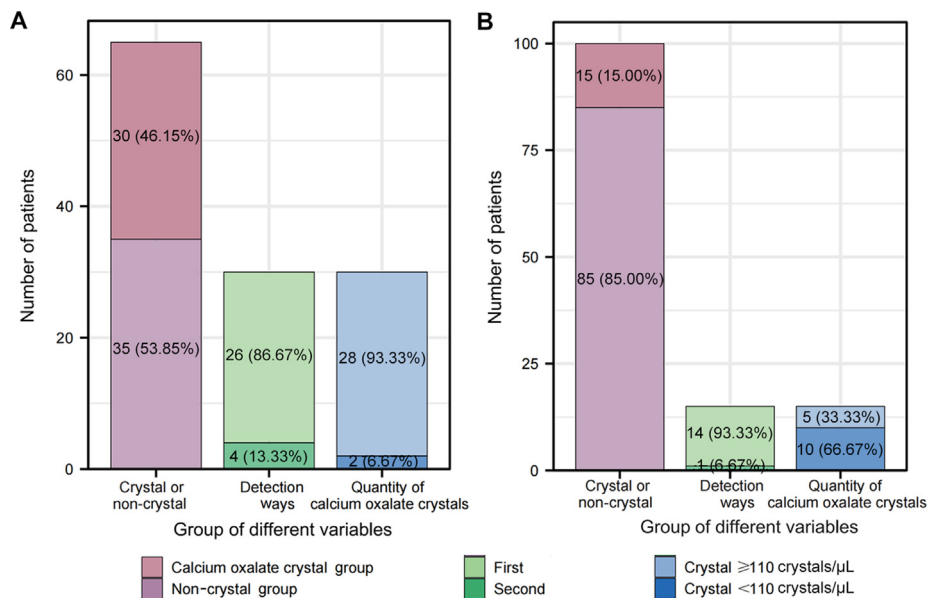 A
Number of patients
60
40
20
0
30 (46.15%)
35 (53.85%)
26 (86.67%)
4 (13.33%)
28 (93.33%)
2 (6.67%)
Crystal or
non-crystal
Detection
ways
Quantity of
calcium oxalate crystals
Group of different variables
B
Number of patients
100
75
50
25
0
15 (15.00%)
85 (85.00%)
14 (93.33%)
1 (6.67%)
5 (33.33%)
10 (66.67%)
Crystal or
non-crystal
Detection
ways
Quantity of
calcium oxalate crystals
Group of different variables
Calcium oxalate crystal group
Non-crystal group
First
Second
Crystal ⩾110 crystals/μL
Crystal <110 crystals/μL